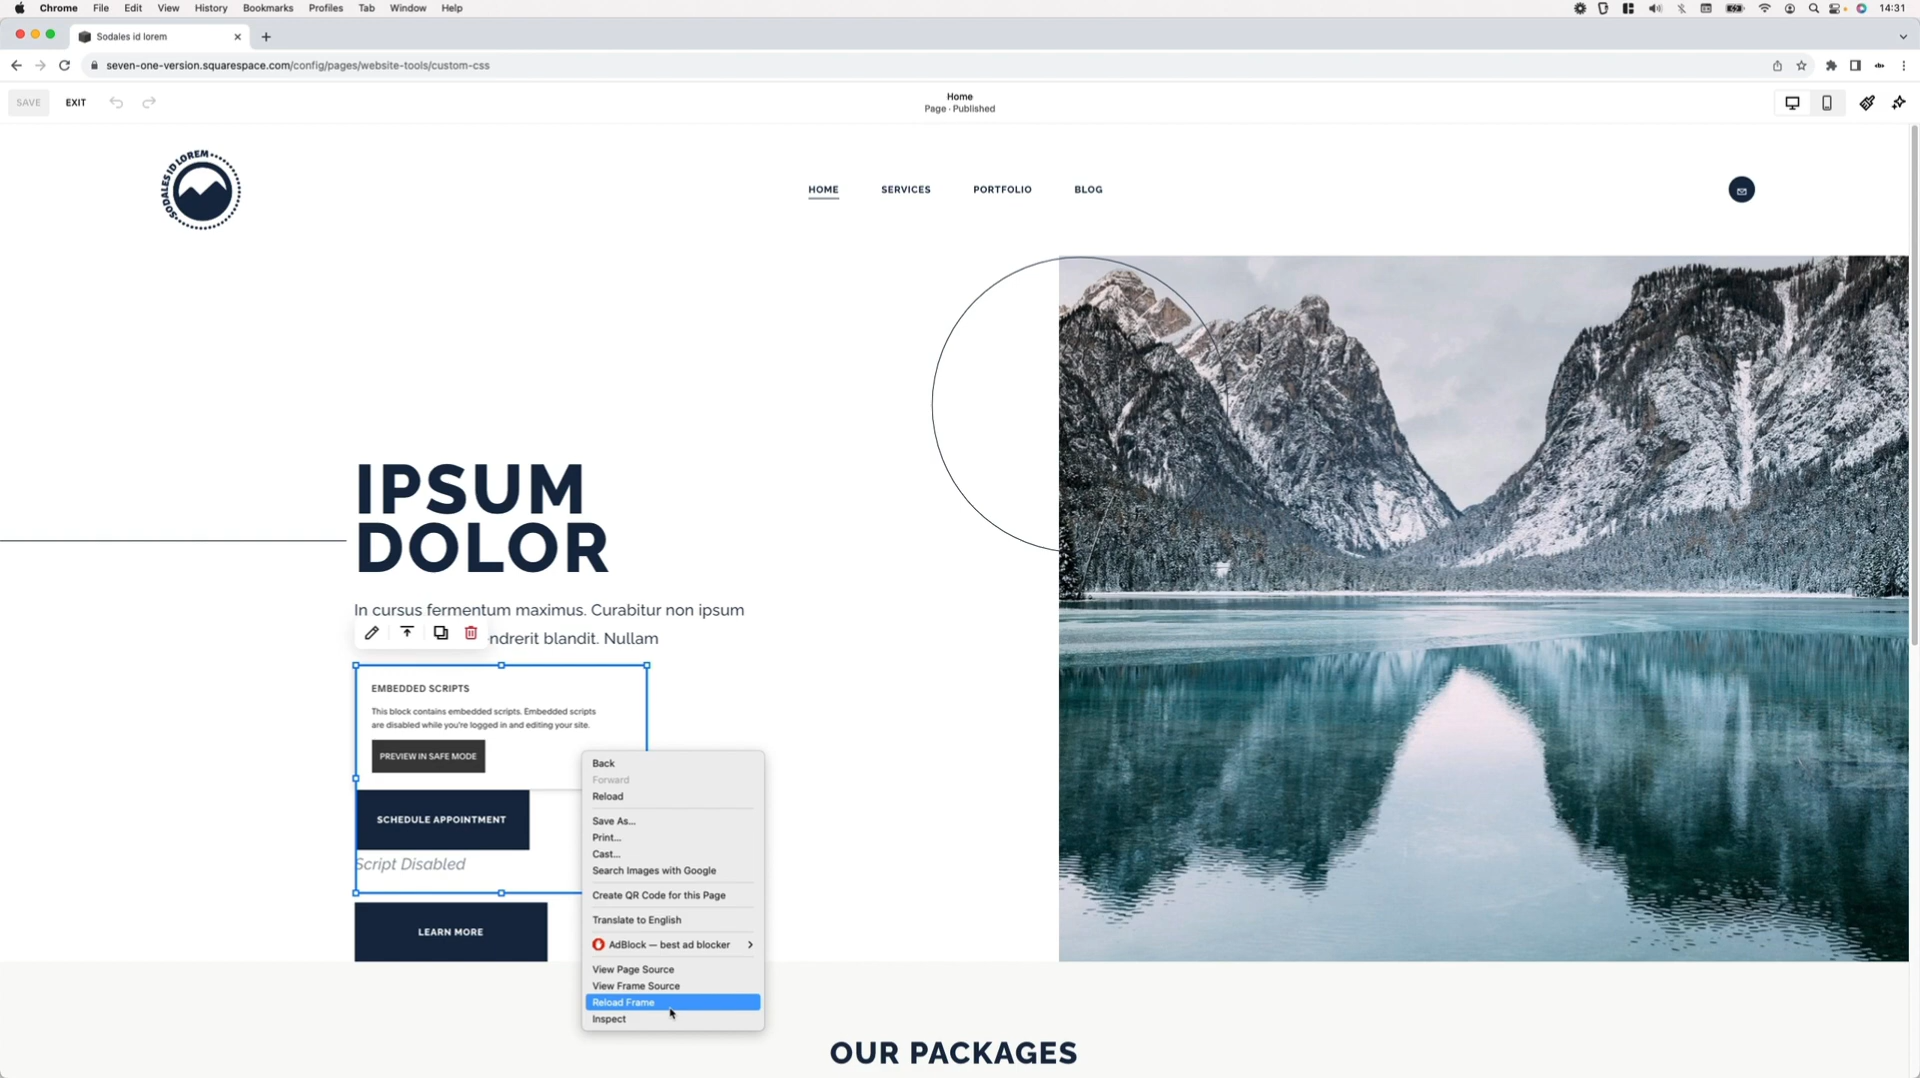 Chrome File Edit View History Bookmarks Profiles Tab Window Help 14:31
Sodales id lorem
seven-one-version.squarespace.com/config/pages/website-tools/custom-css
SAVE EXIT
Home
Page · Published
SODALES ID LOREM
HOME SERVICES PORTFOLIO BLOG
IPSUM
DOLOR
In cursus fermentum maximus. Curabitur non ipsum
ndrerit blandit. Nullam
EMBEDDED SCRIPTS
This block contains embedded scripts. Embedded scripts
are disabled while you're logged in and editing your site.
PREVIEW IN SAFE MODE
SCHEDULE APPOINTMENT
Script Disabled
LEARN MORE
Back
Forward
Reload
Save As...
Print...
Cast...
Search Images with Google
Create QR Code for this Page
Translate to English
AdBlock — best ad blocker
View Page Source
View Frame Source
Reload Frame
Inspect
OUR PACKAGES